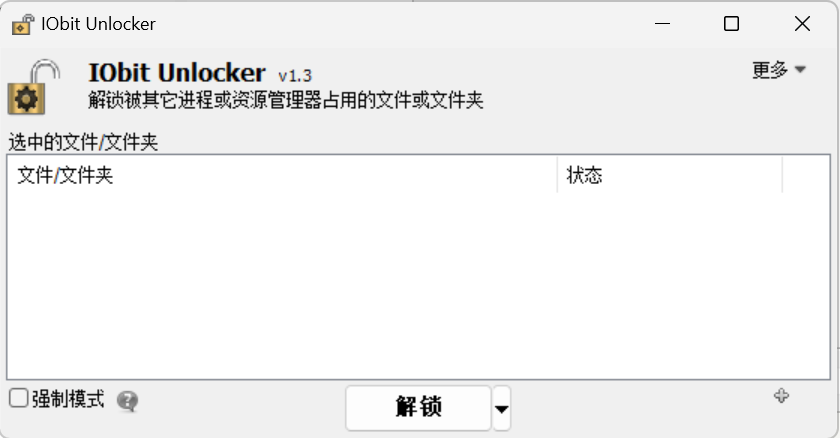 IObit Unlocker
IObit Unlocker v1.3
更多
解锁被其它进程或资源管理器占用的文件或文件夹
选中的文件/文件夹
文件/文件夹 状态
强制模式 ?
解锁